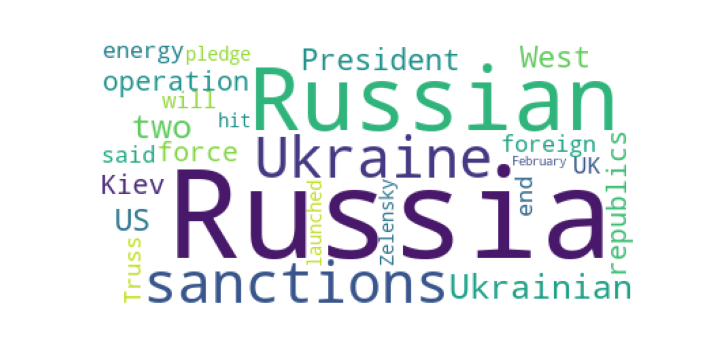 energy pledge President West
operation Russian
will
two hit
said force Ukraine foreign
February UK
Kiev Russia
US launched Zelensky end republics
Truss sanctions Ukrainian